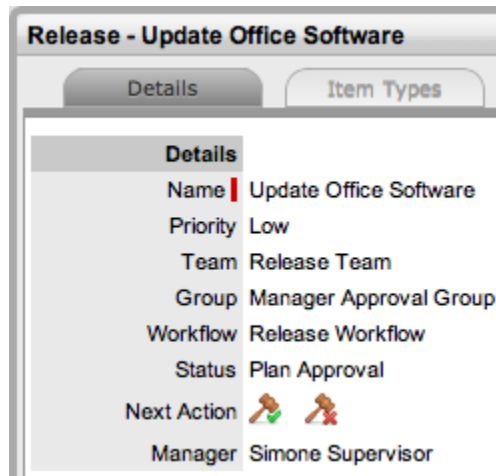 Release - Update Office Software
Details Item Types
Details
Name Update Office Software
Priority Low
Team Release Team
Group Manager Approval Group
Workflow Release Workflow
Status Plan Approval
Next Action
Manager Simone Supervisor